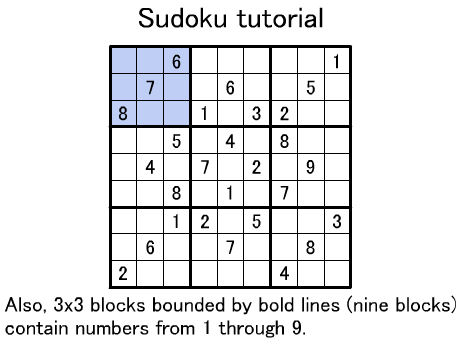 Sudoku tutorial
6 1
7 6 5
8 1 3 2
5 4 8
4 7 2 9
8 1 7
1 2 5 3
6 7 8
2 4
Also, 3x3 blocks bounded by bold lines (nine blocks)
contain numbers from 1 through 9.